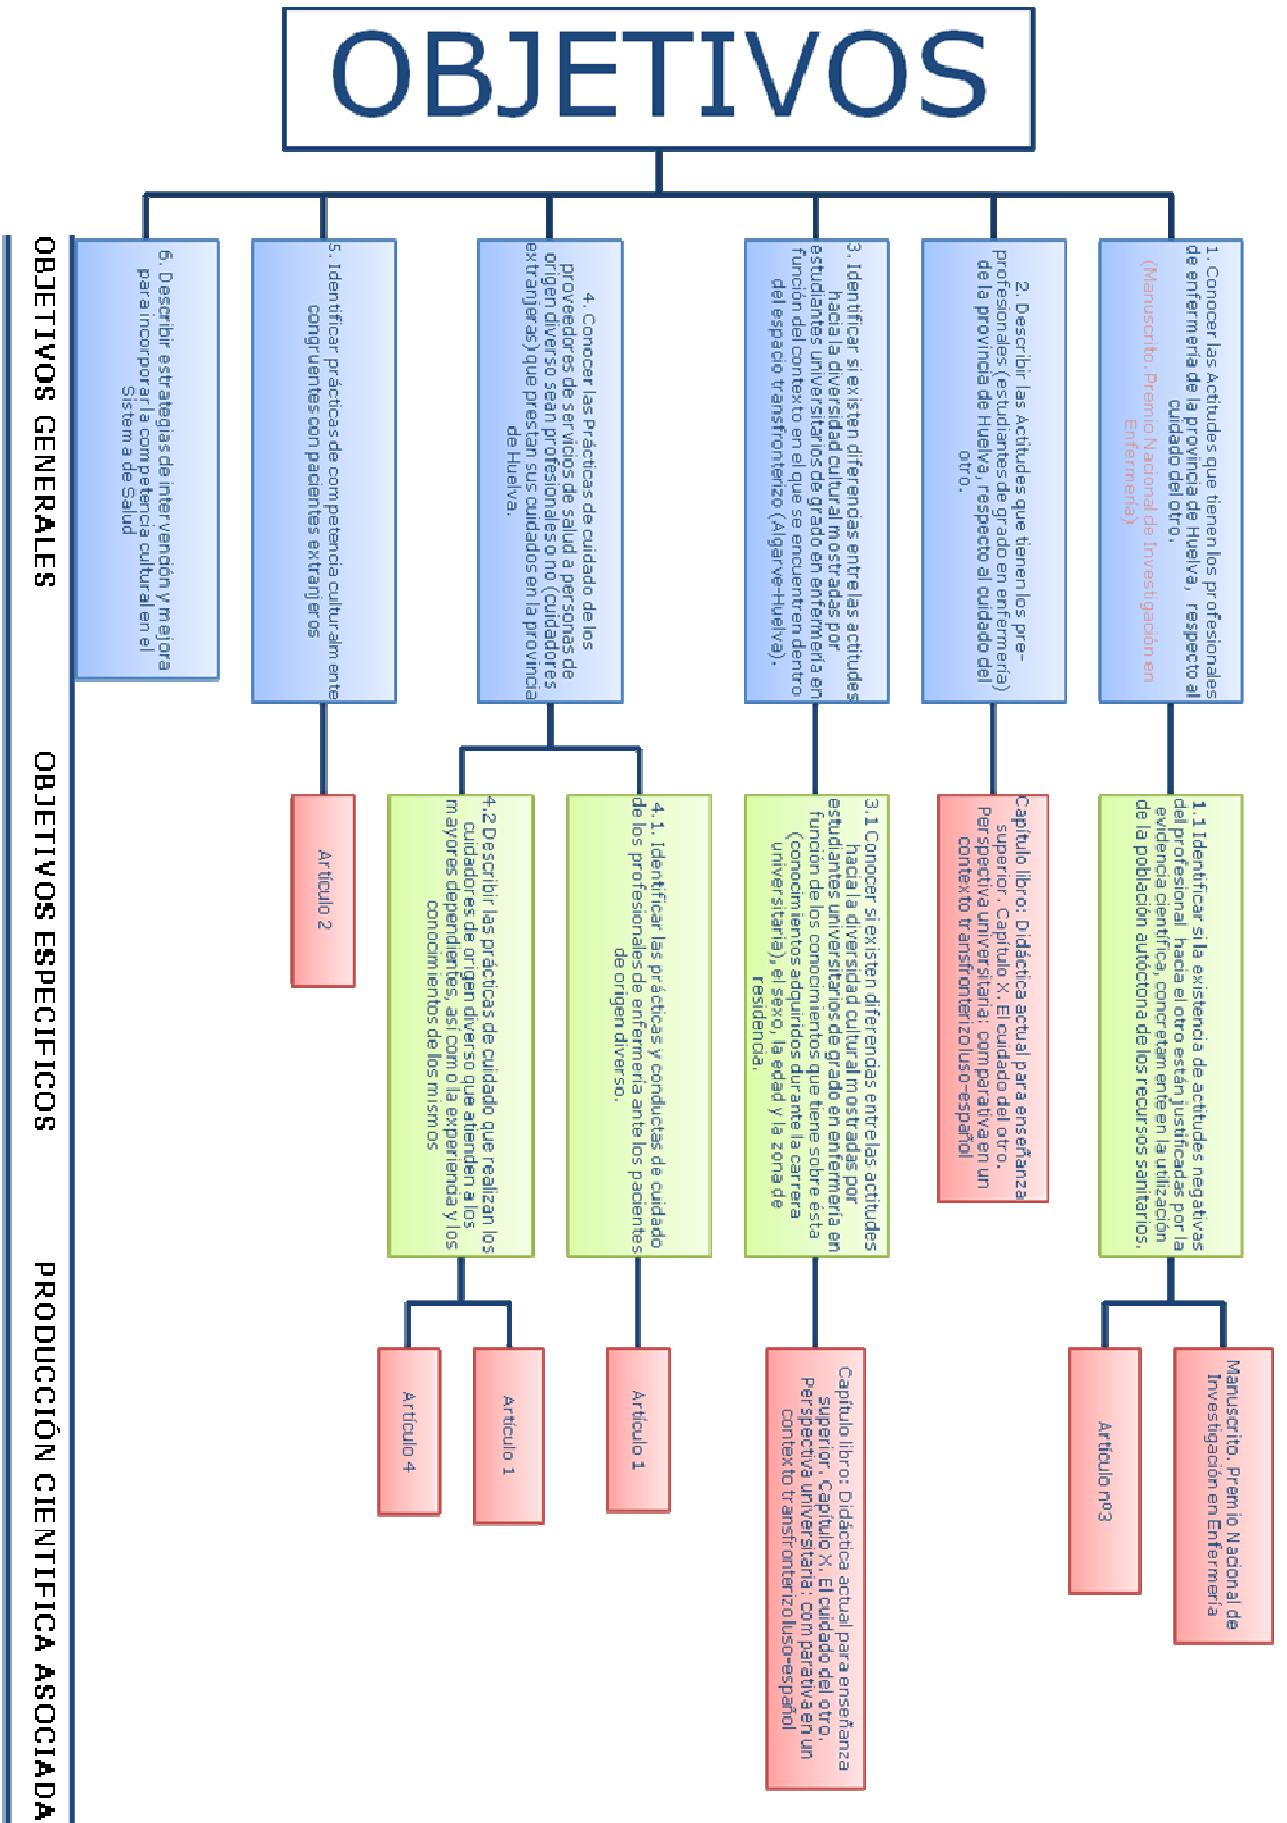 OBJETIVOS
OBJETIVOS GENERALES
OBJETIVOS ESPECIFICOS
PRODUCCIÓN CIENTIFICA ASOCIADA
1. Conocer las Actitudes que tienen los profesionales
de enfermería de la provincia de Huelva, respecto al
cuidado del otro.
(Manuscrito. Premio Nacional de Investigación en
Enfermería)
1.1 Identificar si la existencia de actitudes negativas
del profesional hacia el otro están justificadas por la
evidencia científica, concretamente en la utilización
de la población autóctona de los recursos sanitarios.
Manuscrito. Premio Nacional de
Investigación en Enfermería
Artículo nº3
2. Describir las Actitudes que tienen los pre-
profesionales (estudiantes de grado en enfermería)
de la provincia de Huelva, respecto al cuidado del
otro.
Capítulo libro: Didáctica actual para enseñanza
superior. Capítulo X. El cuidado del otro.
Perspectiva universitaria: comparativa en un
contexto transfronterizo luso-español
3. Identificar si existen diferencias entre las actitudes
hacia la diversidad cultural mostradas por
estudiantes universitarios de grado en enfermería en
función del contexto en el que se encuentren dentro
del espacio transfronterizo (Algarve-Huelva).
3.1 Conocer si existen diferencias entre las actitudes
hacia la diversidad cultural mostradas por
estudiantes universitarios de grado en enfermería en
función de los conocimientos que tiene sobre ésta
(conocimientos adquiridos durante la carrera
universitaria), el sexo, la edad y la zona de
residencia.
Capítulo libro: Didáctica actual para enseñanza
superior. Capítulo X. El cuidado del otro.
Perspectiva universitaria: comparativa en un
contexto transfronterizo luso-español
4. Conocer las Prácticas de cuidado de los
proveedores de servicios de salud a personas de
origen diverso sean profesionales o no (cuidadores
extranjeras) que prestan sus cuidados en la provincia
de Huelva.
4.1. Identificar las prácticas y conductas de cuidado
de los profesionales de enfermería ante los pacientes
de origen diverso.
Artículo 1
4.2 Describir las prácticas de cuidado que realizan los
cuidadores de origen diverso que atienden a los
mayores dependientes, así como la experiencia y los
conocimientos de los mismos
Artículo 1
Artículo 4
5. Identificar prácticas de competencia culturalmente
congruentes con pacientes extranjeros
Artículo 2
6. Describir estrategias de intervención y mejora
para incorporar la competencia cultural en el
Sistema de Salud